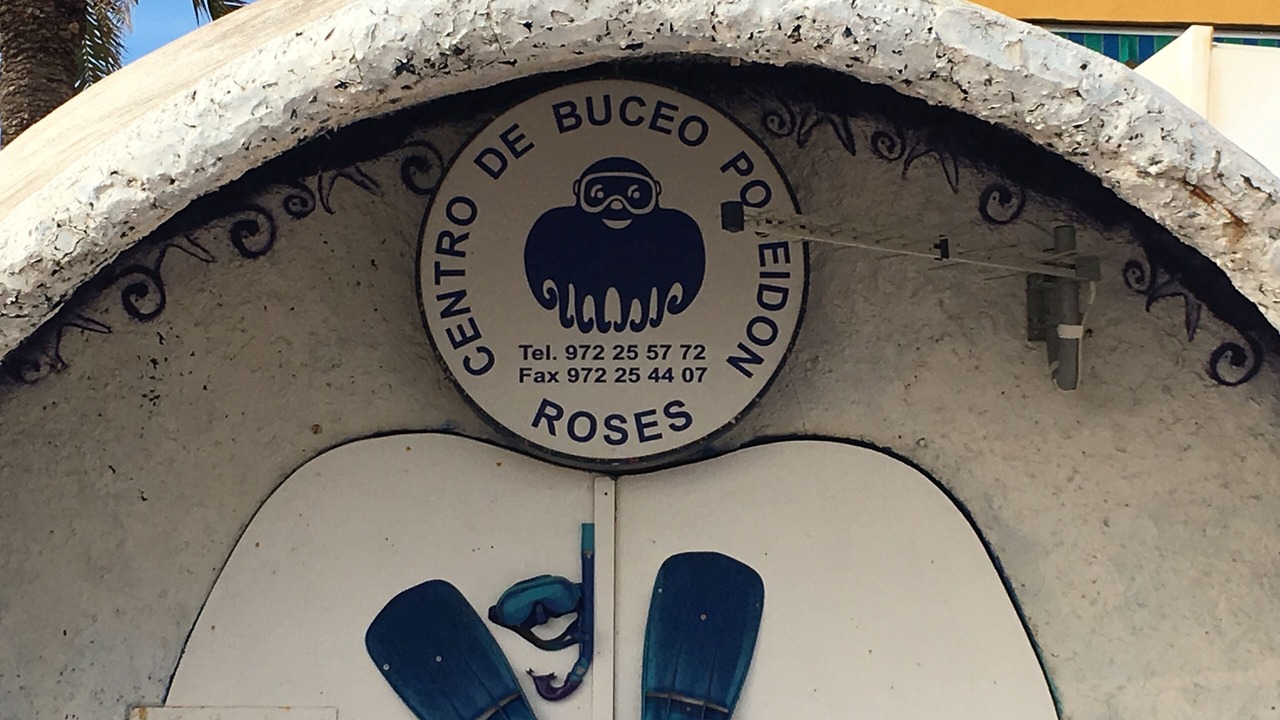 CENTRO DE BUCEO POSEIDON
Tel. 972 25 57 72
Fax 972 25 44 07
ROSES